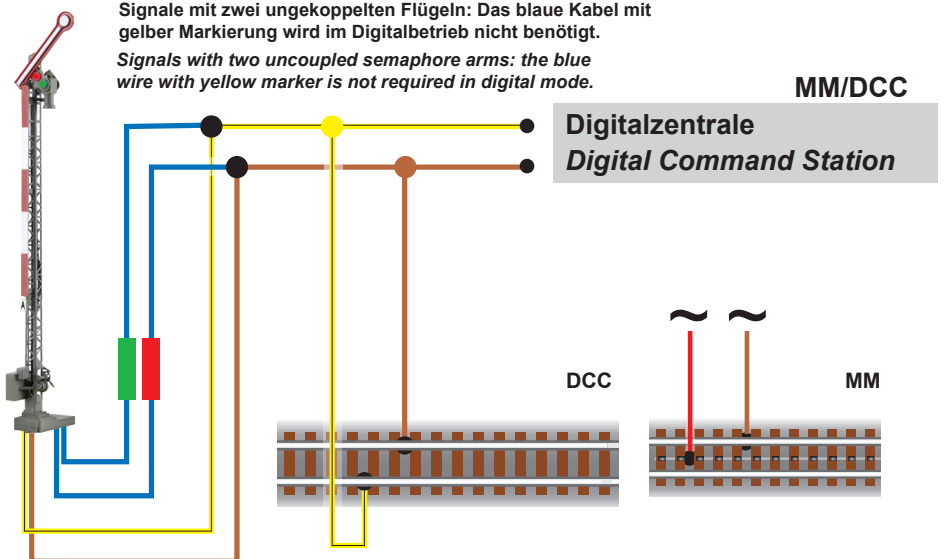 Signale mit zwei ungekoppelten Flügeln: Das blaue Kabel mit
gelber Markierung wird im Digitalbetrieb nicht benötigt.
Signals with two uncoupled semaphore arms: the blue
wire with yellow marker is not required in digital mode.
MM/DCC
Digitalzentrale
Digital Command Station
A
~ ~
DCC
MM